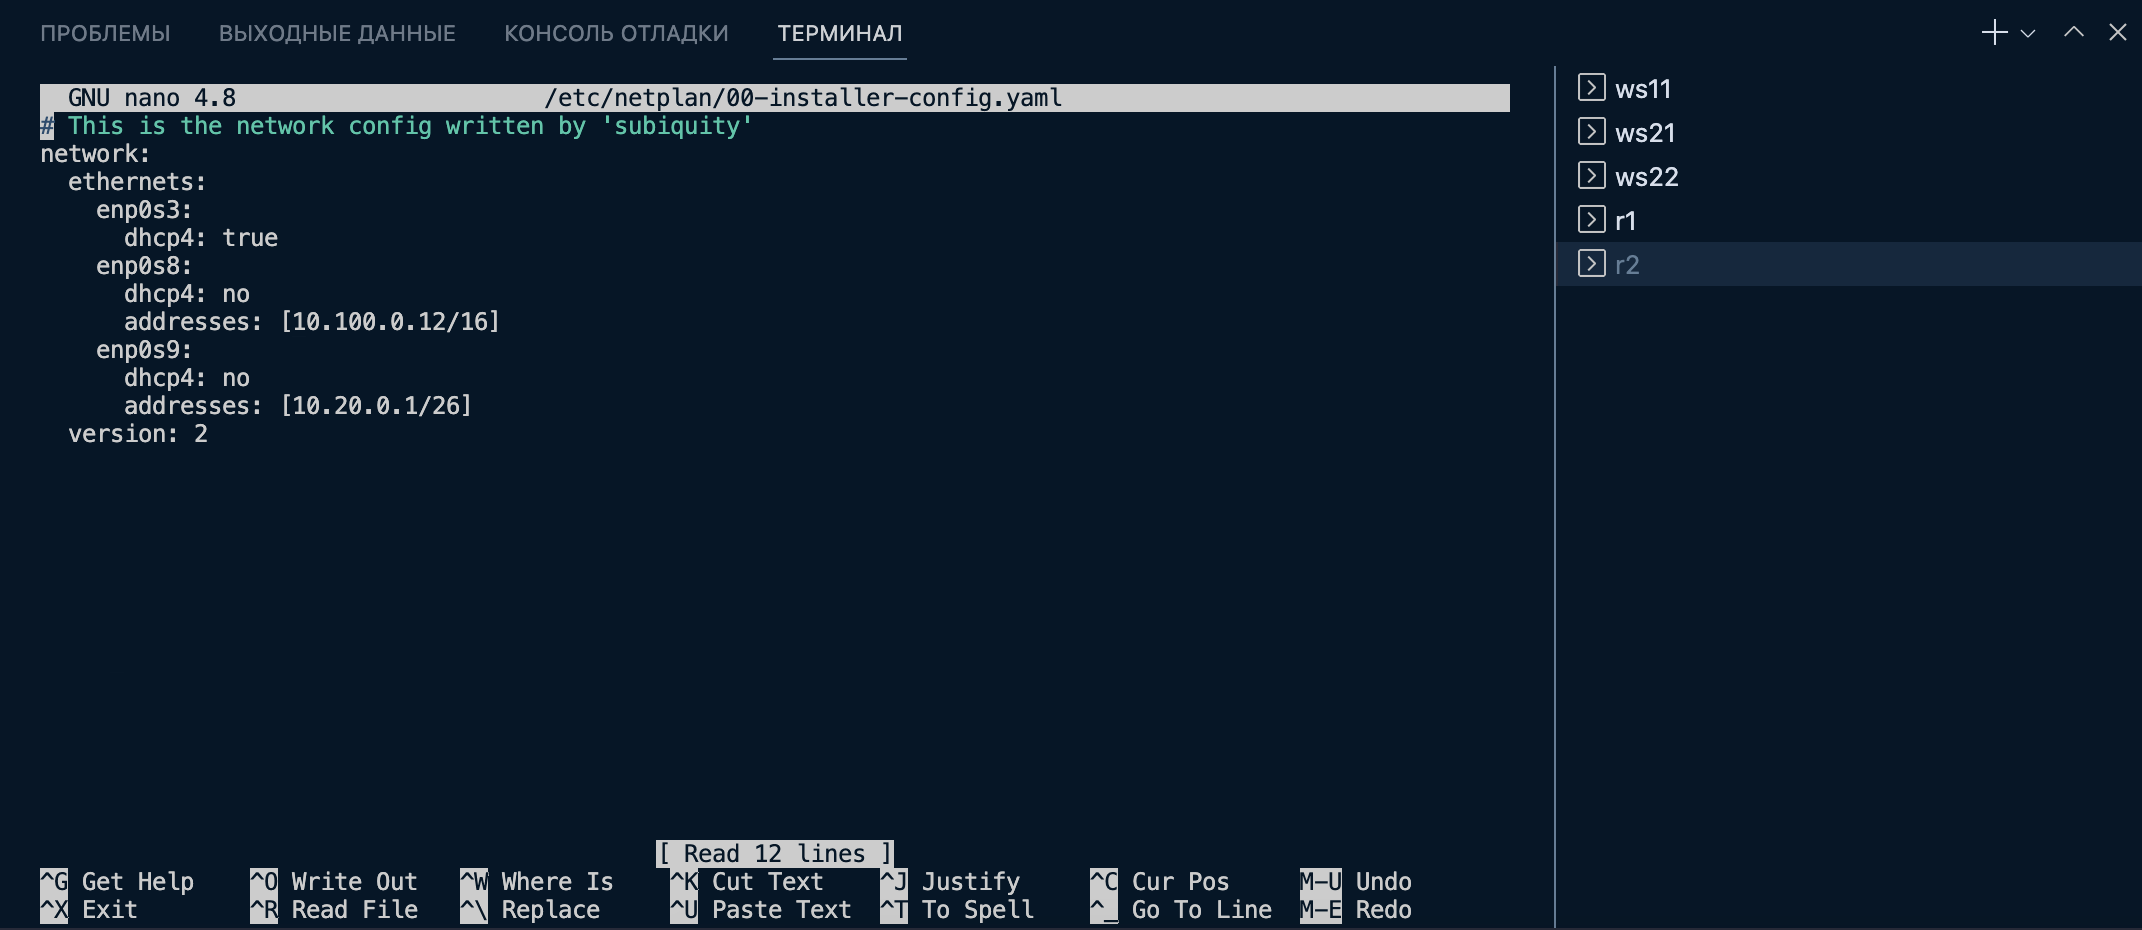 ПРОБЛЕМЫ ВЫХОДНЫЕ ДАННЫЕ КОНСОЛЬ ОТЛАДКИ ТЕРМИНАЛ
GNU nano 4.8 /etc/netplan/00-installer-config.yaml
# This is the network config written by 'subiquity'
network:
  ethernets:
    enp0s3:
      dhcp4: true
    enp0s8:
      dhcp4: no
      addresses: [10.100.0.12/16]
    enp0s9:
      dhcp4: no
      addresses: [10.20.0.1/26]
  version: 2
[ Read 12 lines ]
^G Get Help ^O Write Out ^W Where Is ^K Cut Text ^J Justify ^C Cur Pos M-U Undo
^X Exit ^R Read File ^\ Replace ^U Paste Text ^T To Spell ^_ Go To Line M-E Redo
ws11
ws21
ws22
r1
r2